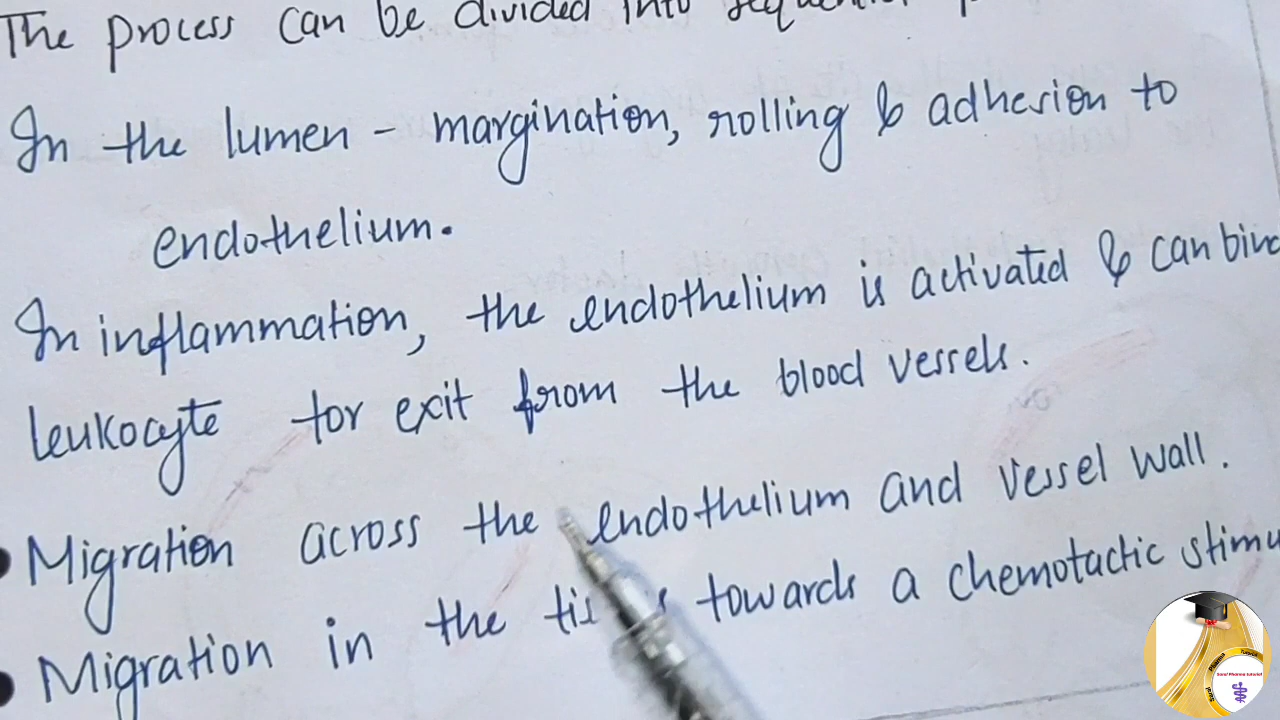 The process can be divided into
In the lumen - margination, rolling & adhesion to
endothelium.
In inflammation, the endothelium is activated & can bind
leukocyte for exit from the blood vessels.
Migration across the endothelium and vessel wall.
Migration in the towards a chemotactic